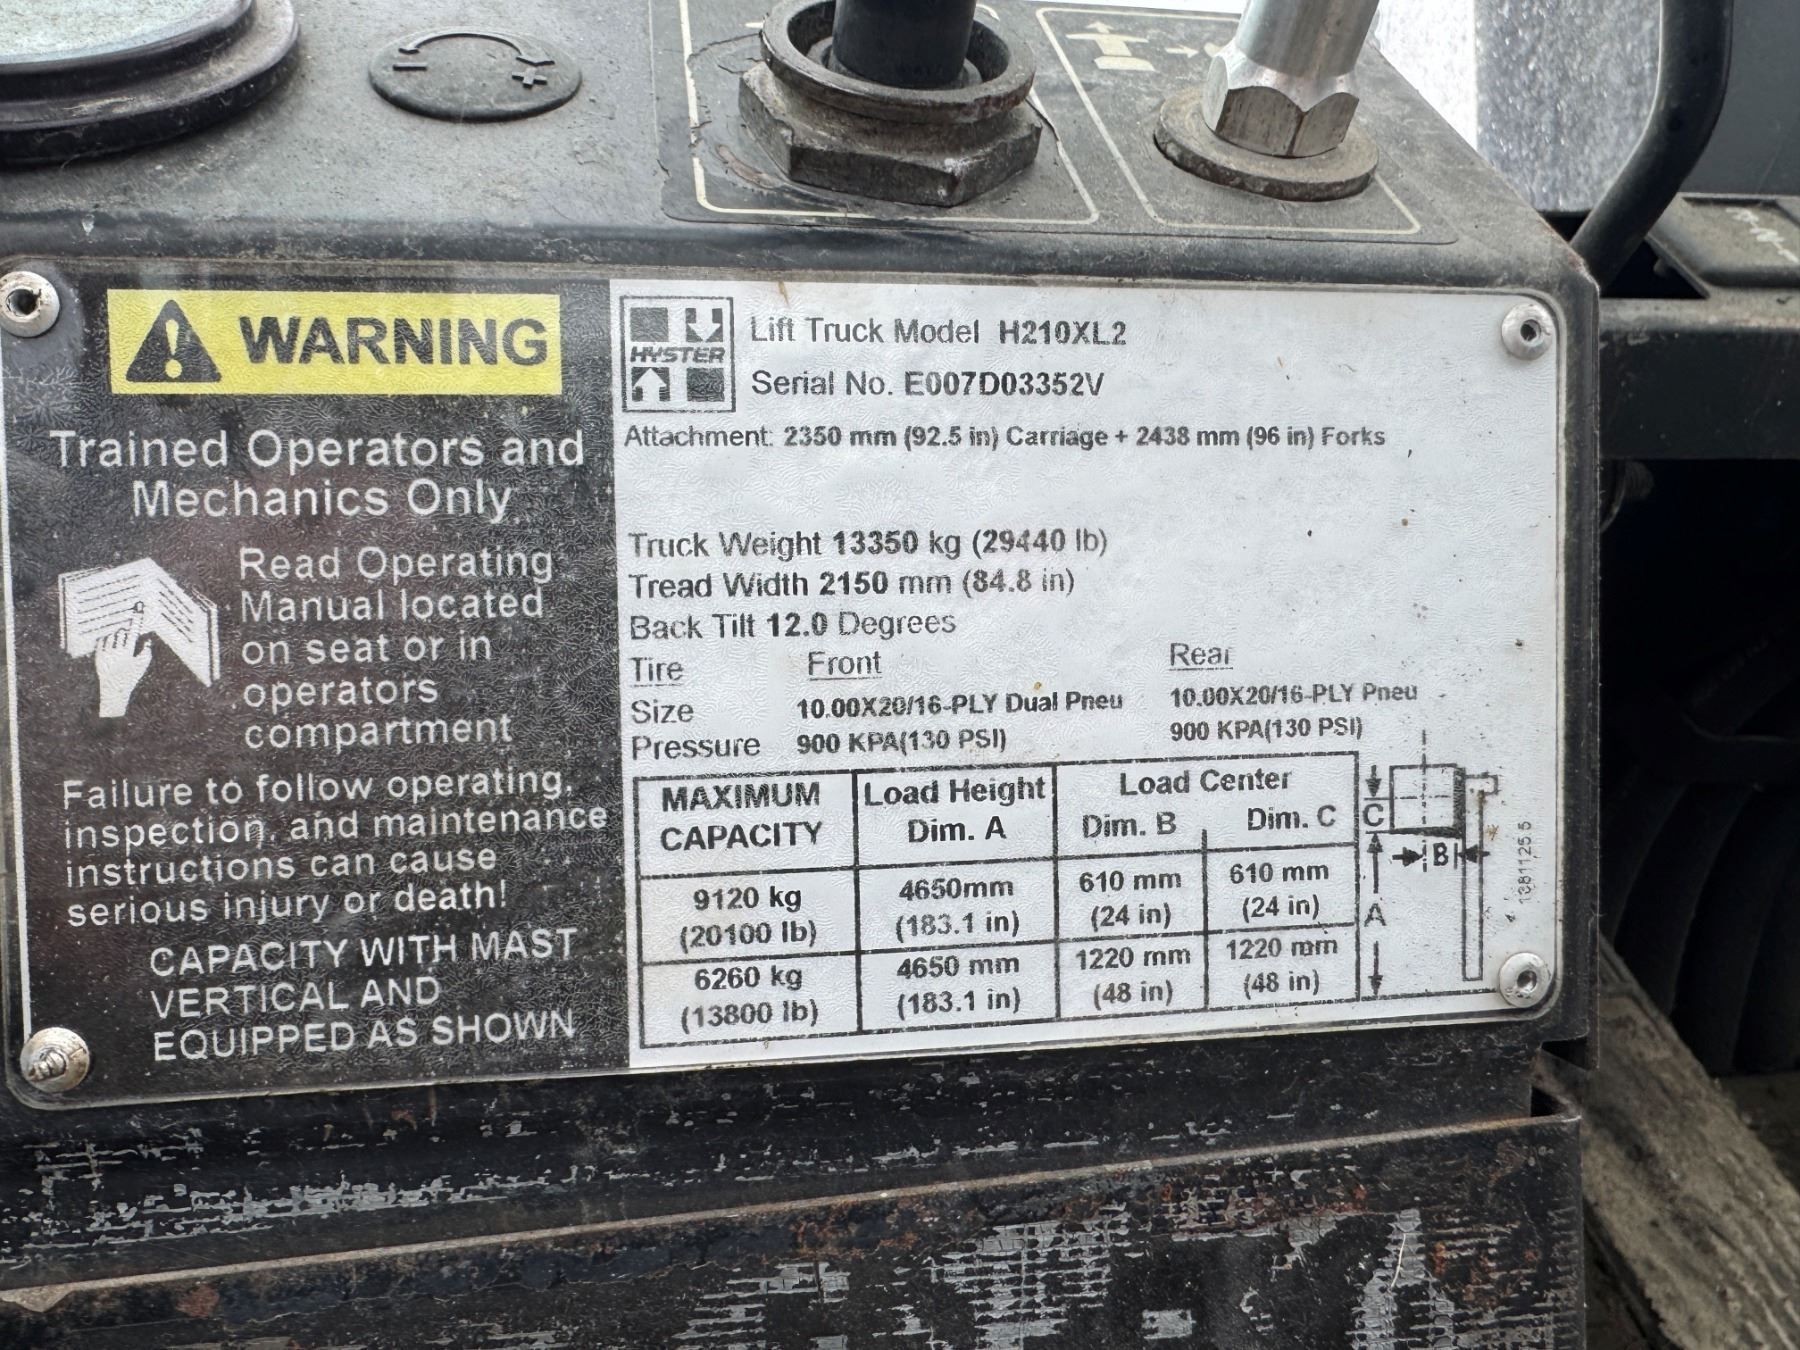 WARNING
Trained Operators and
Mechanics Only
Read Operating
Manual located
on seat or in
operators
compartment
Failure to follow operating,
inspection, and maintenance
instructions can cause
serious injury or death!
CAPACITY WITH MAST
VERTICAL AND
EQUIPPED AS SHOWN
HYSTER
Lift Truck Model H210XL2
Serial No. E007D03352V
Attachment: 2350 mm (92.5 in) Carriage + 2438 mm (96 in) Forks
Truck Weight 13350 kg (29440 lb)
Tread Width 2150 mm (84.8 in)
Back Tilt 12.0 Degrees
Tire Front Rear
Size 10.00X20/16-PLY Dual Pneu 10.00X20/16-PLY Pneu
Pressure 900 KPA(130 PSI) 900 KPA(130 PSI)
MAXIMUM CAPACITY Load Height Dim. A Load Center Dim. B Dim. C
9120 kg 4650mm 610 mm 610 mm
(20100 lb) (183.1 in) (24 in) (24 in)
6260 kg 4650 mm 1220 mm 1220 mm
(13800 lb) (183.1 in) (48 in) (48 in)
C
B
A
1381125 5